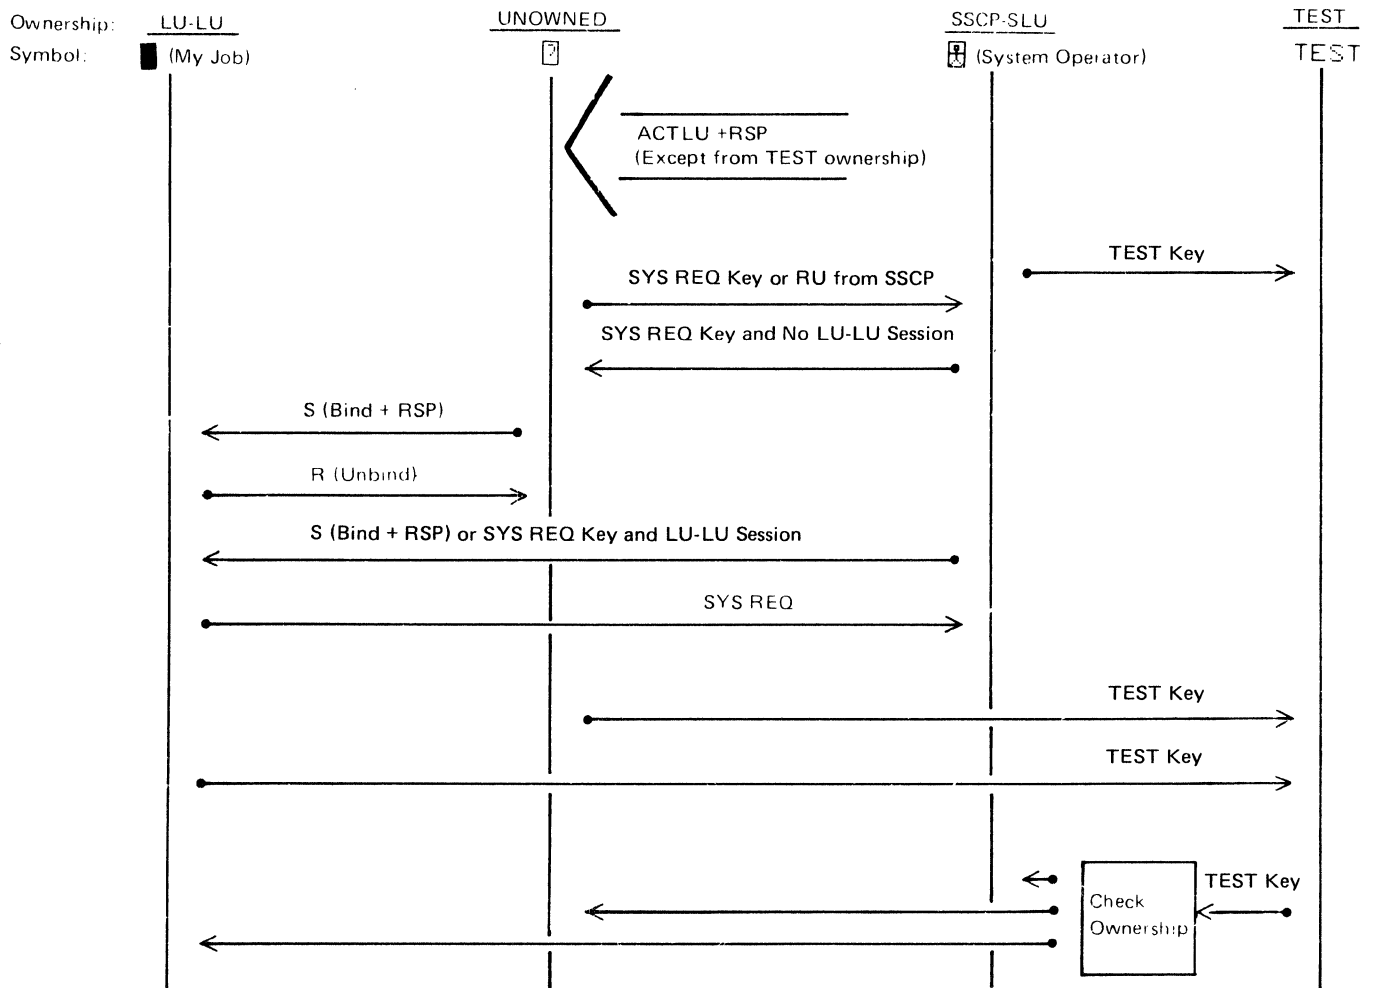 Ownership: LU-LU UNOWNED SSCP-SLU TEST
Symbol: (My Job) ? (System Operator) TEST
ACTLU +RSP
(Except from TEST ownership)
TEST Key
SYS REQ Key or RU from SSCP
SYS REQ Key and No LU-LU Session
S (Bind + RSP)
R (Unbind)
S (Bind + RSP) or SYS REQ Key and LU-LU Session
SYS REQ
TEST Key
TEST Key
TEST Key
Check
Ownership